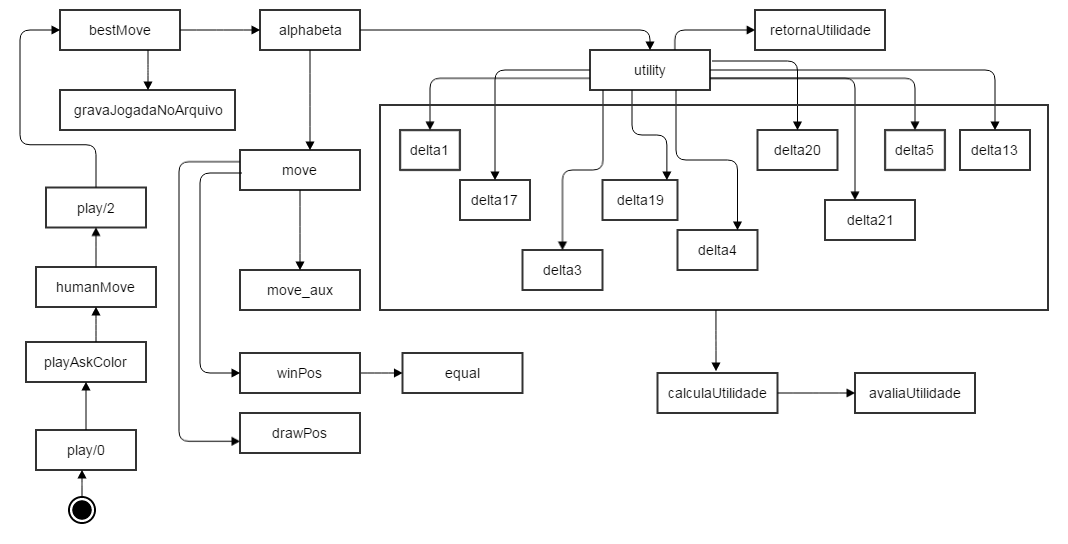 bestMove
alphabeta
retornaUtilidade
utility
gravaJogadaNoArquivo
delta1
delta20
delta5
delta13
move
delta17
delta19
play/2
delta21
delta4
delta3
humanMove
move_aux
playAskColor
winPos
equal
calculaUtilidade
avaliaUtilidade
drawPos
play/0